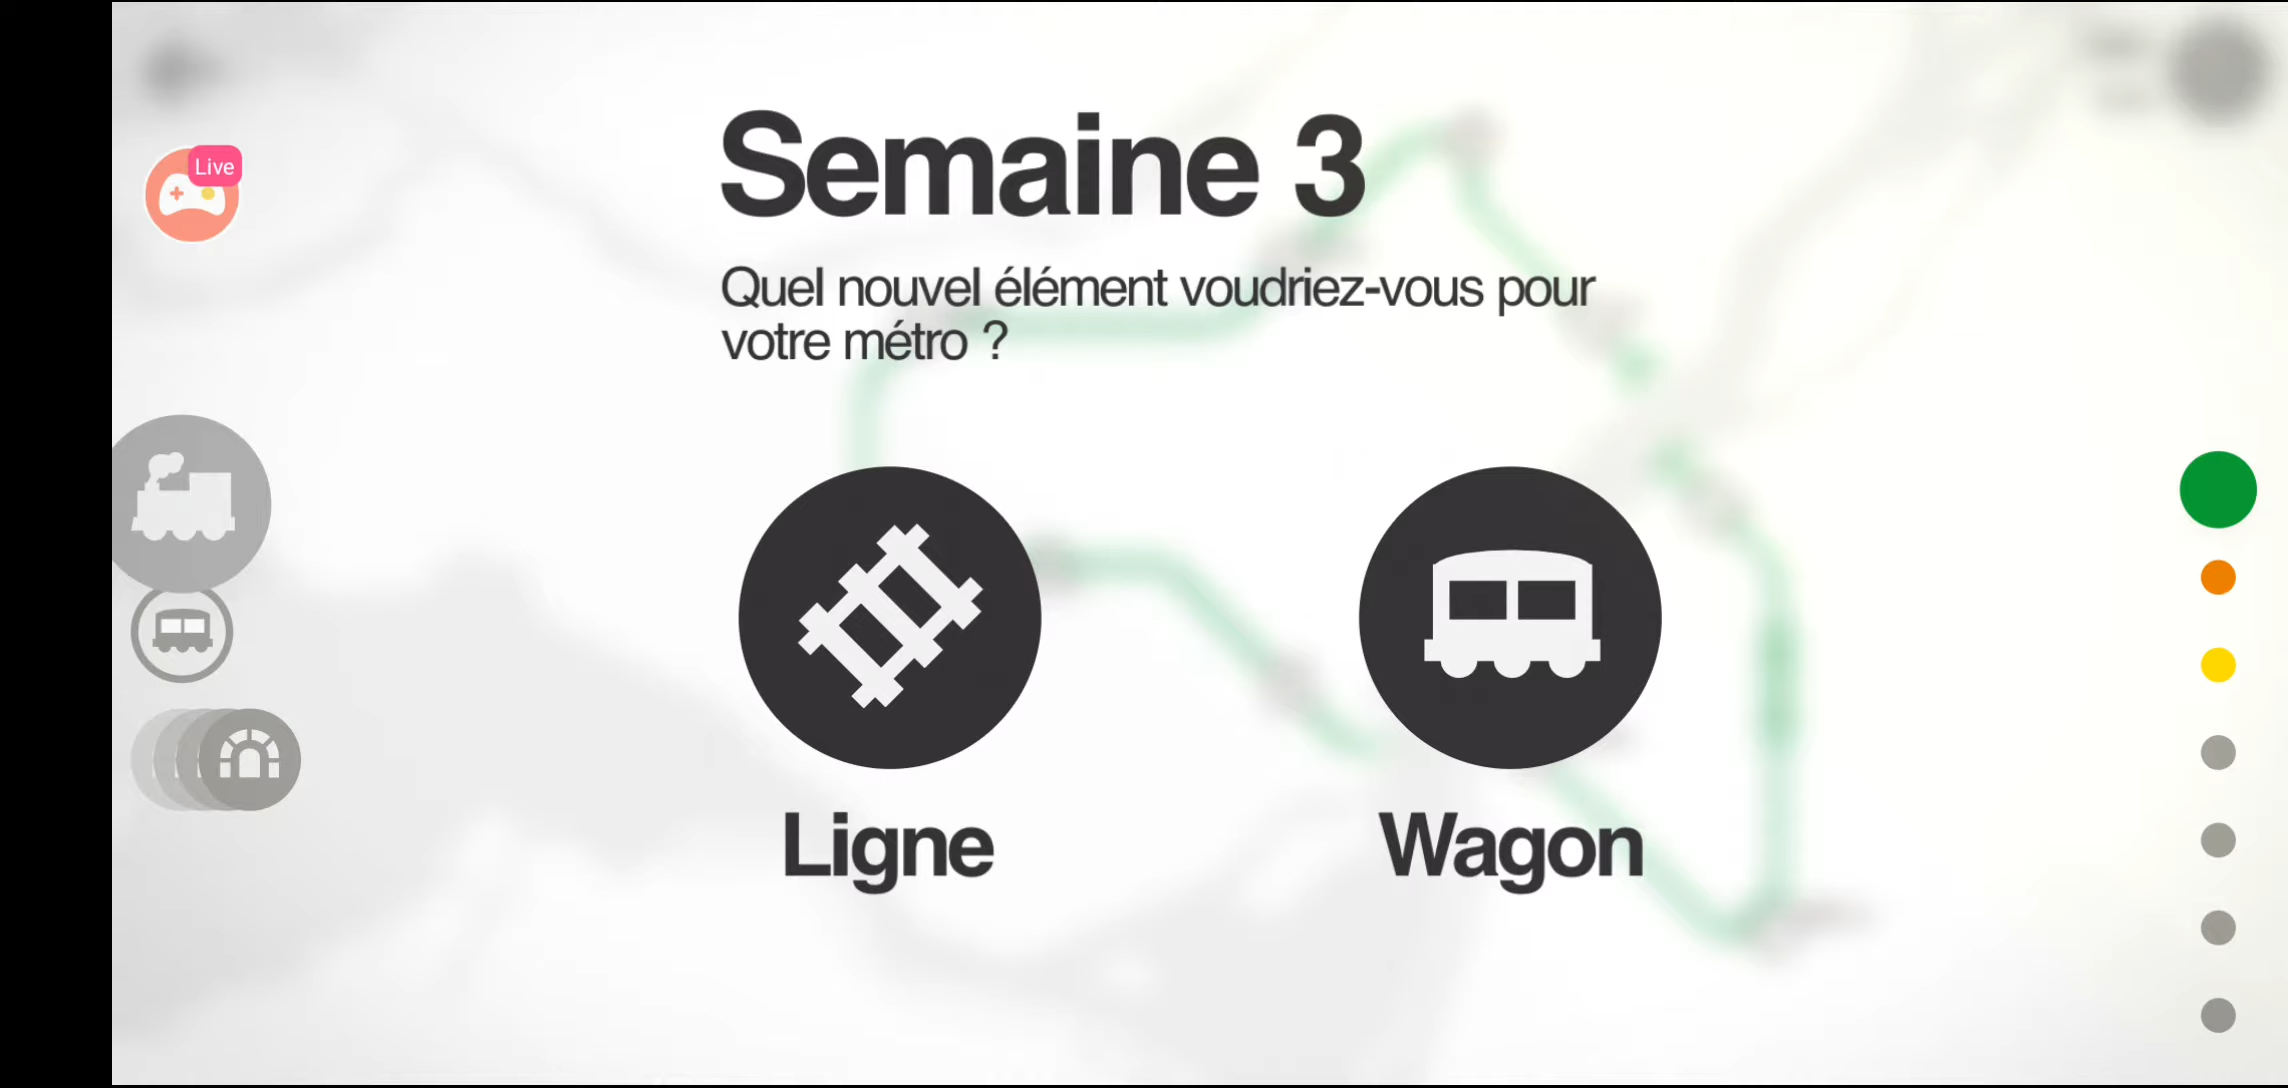 Live
Semaine 3
Quel nouvel élément voudriez-vous pour
votre métro ?
Ligne
Wagon